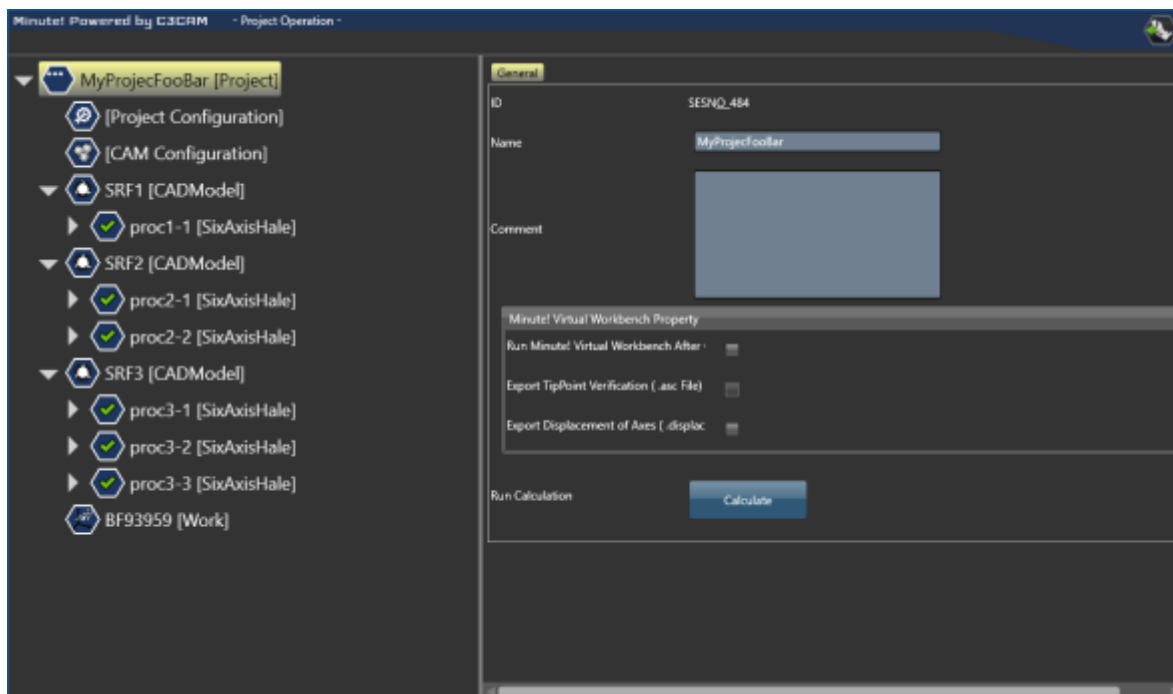 Minute! Powered by C3CAM - Project Operation -
MyProjecFooBar [Project]
[Project Configuration]
[CAM Configuration]
SRF1 [CADModel]
proc1-1 [SixAxisHale]
SRF2 [CADModel]
proc2-1 [SixAxisHale]
proc2-2 [SixAxisHale]
SRF3 [CADModel]
proc3-1 [SixAxisHale]
proc3-2 [SixAxisHale]
proc3-3 [SixAxisHale]
BF93959 [Work]
General
ID SESNO_484
Name MyProjecFooBar
Comment
Minute! Virtual Workbench Property
Run Minute! Virtual Workbench After
Export TipPoint Verification ( .asc File)
Export Displacement of Axes ( .displac
Run Calculation Calculate